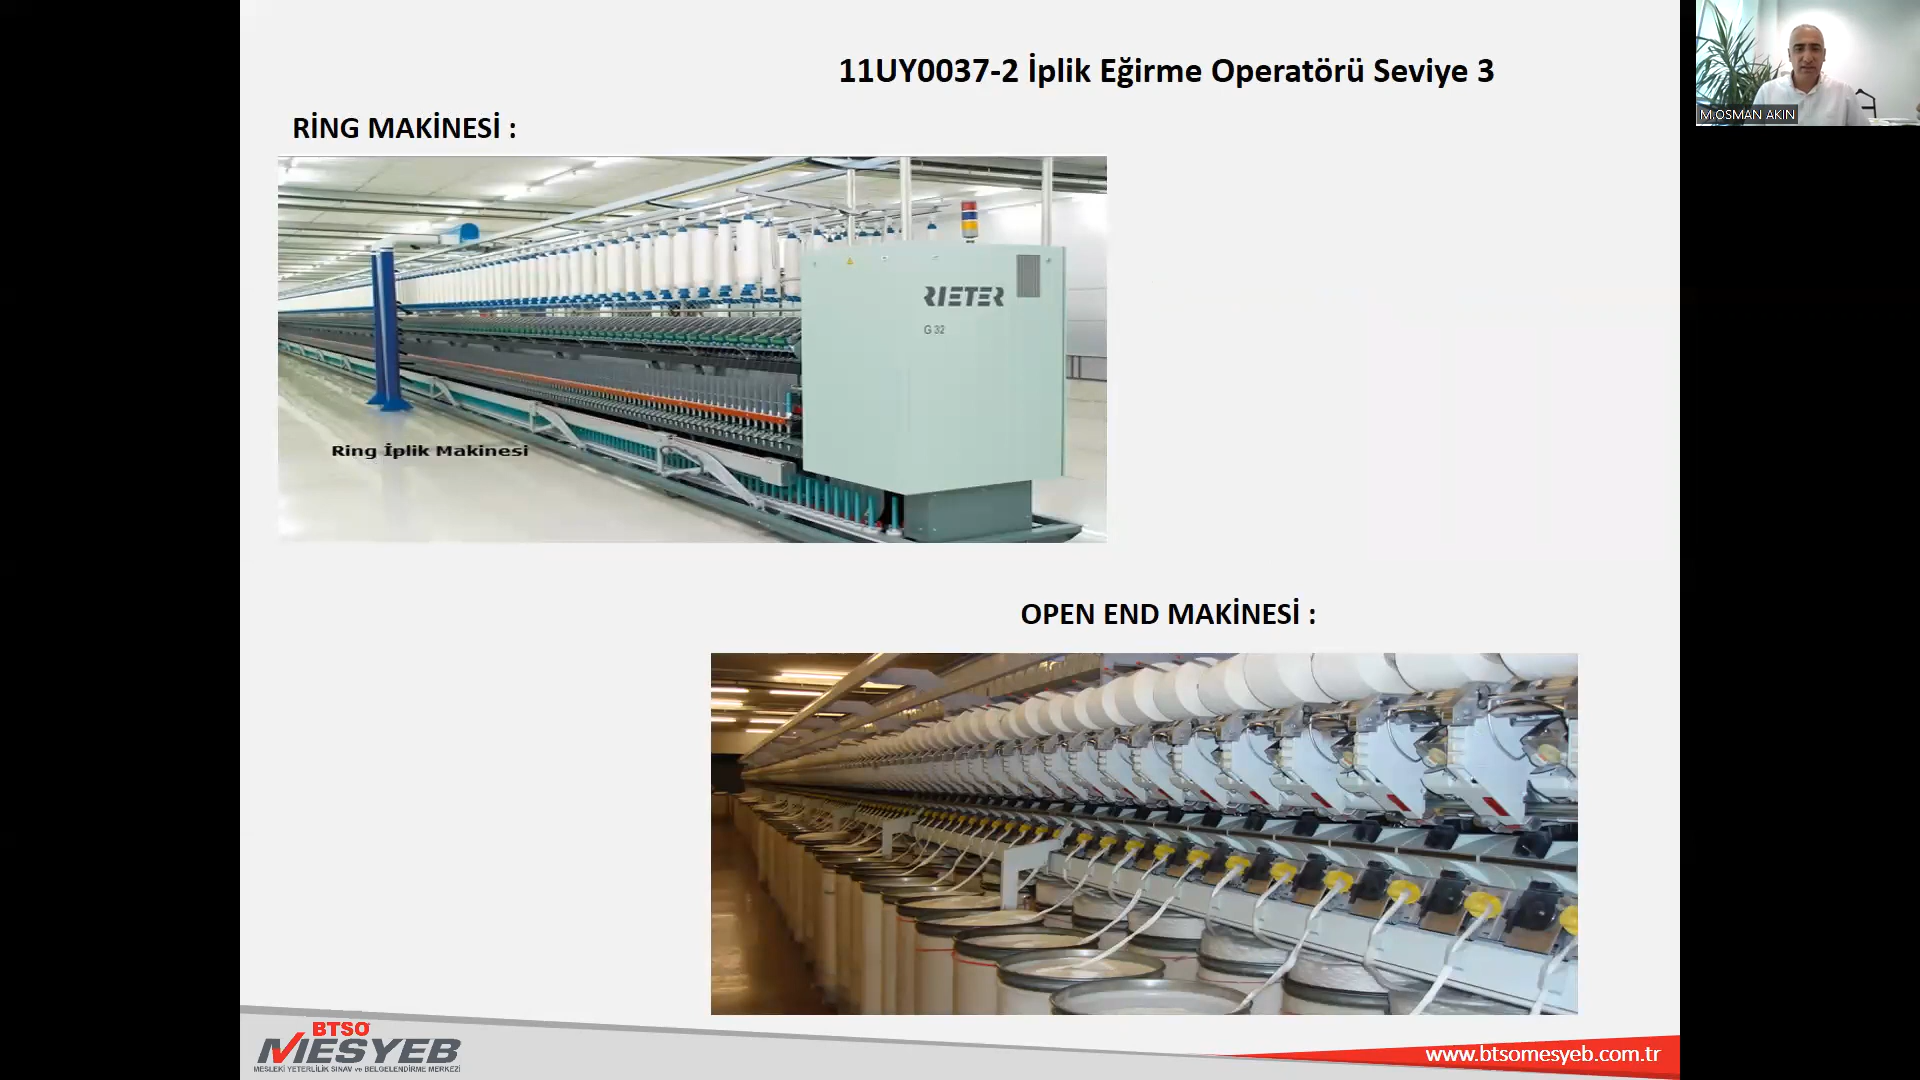 11UY0037-2 İplik Eğirme Operatörü Seviye 3
M.OSMAN AKIN
RİNG MAKİNESİ :
RIETER
G 32
Ring İplik Makinesi
OPEN END MAKİNESİ :
BTSO
MESYEB
MESLEKİ YETERLİLİK SINAV ve BELGELENDİRME MERKEZİ
www.btsomesyeb.com.tr